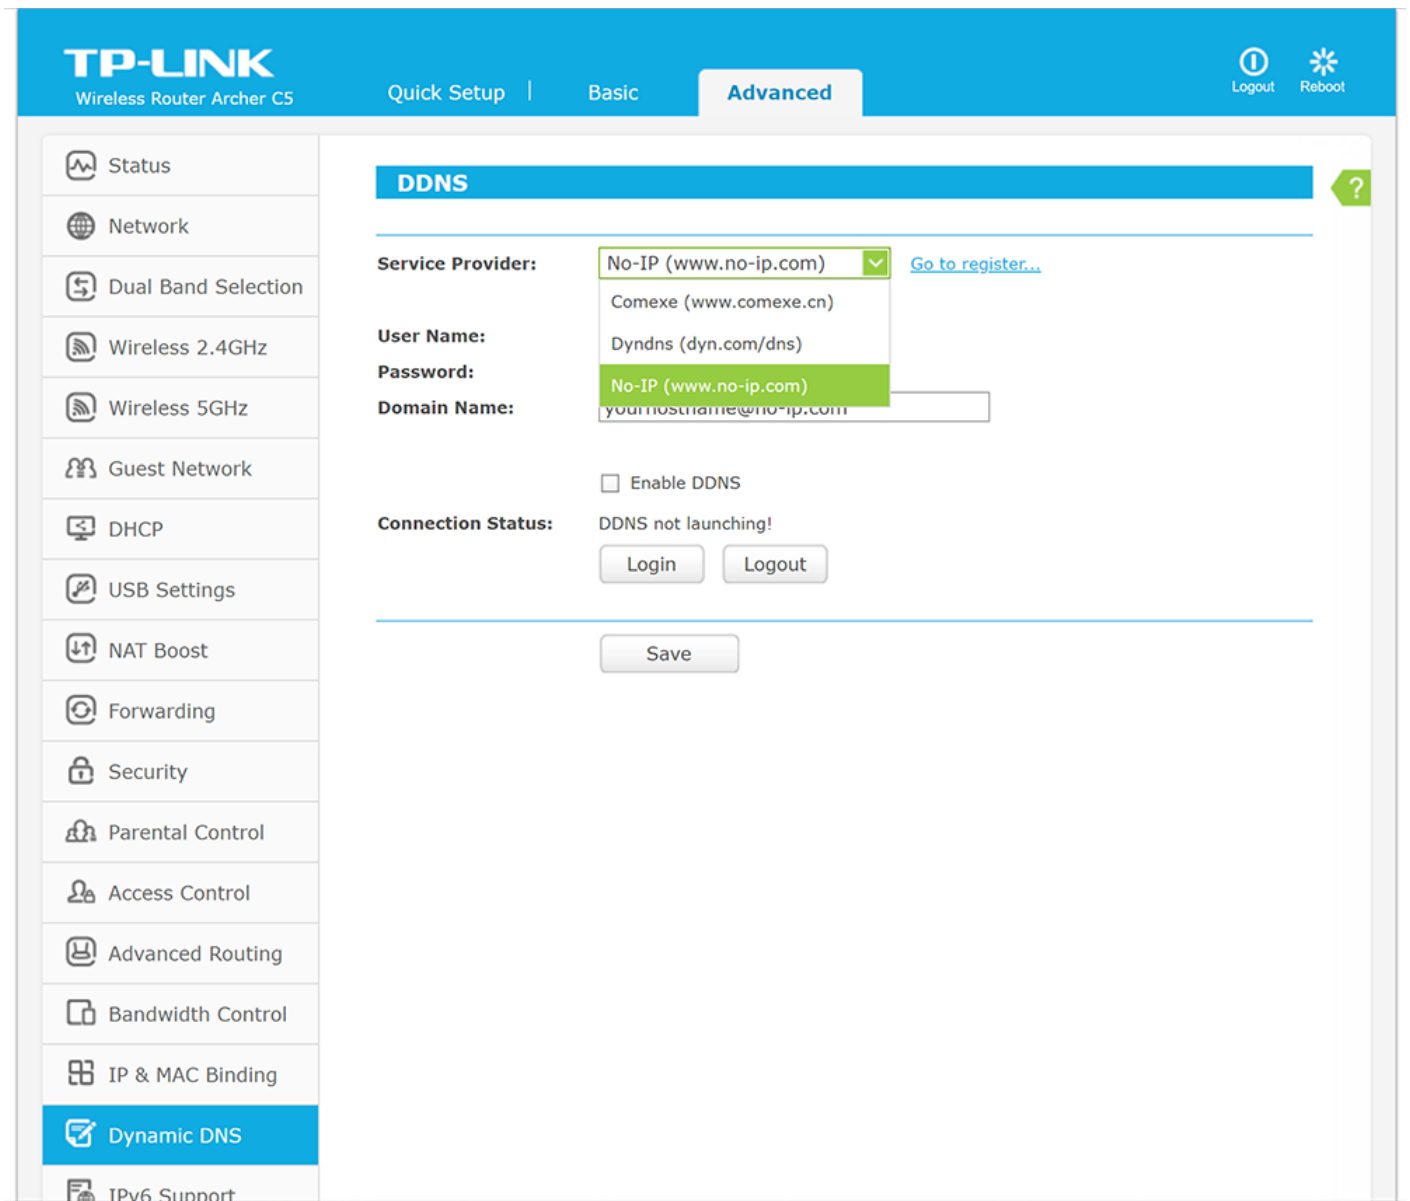 TP-LINK
Wireless Router Archer C5
Quick Setup | Basic Advanced
Logout Reboot
Status
Network
Dual Band Selection
Wireless 2.4GHz
Wireless 5GHz
Guest Network
DHCP
USB Settings
NAT Boost
Forwarding
Security
Parental Control
Access Control
Advanced Routing
Bandwidth Control
IP & MAC Binding
Dynamic DNS
IPv6 Support
DDNS
?
Service Provider: No-IP (www.no-ip.com) Go to register...
Comexe (www.comexe.cn)
Dyndns (dyn.com/dns)
No-IP (www.no-ip.com)
User Name:
Password:
Domain Name: yourhostname@no-ip.com
Enable DDNS
Connection Status: DDNS not launching!
Login Logout
Save